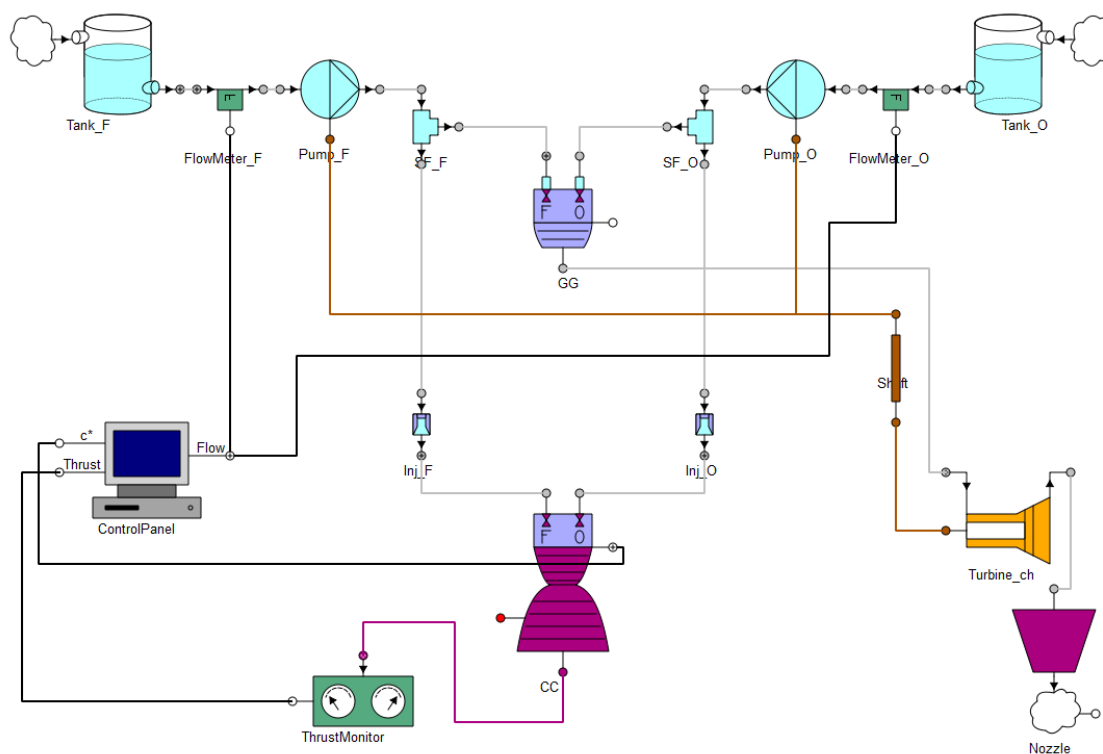 Tank_F
FlowMeter_F
Pump_F
SF_F
SF_O
Pump_O
FlowMeter_O
Tank_O
F
F
F O
GG
Shaft
c*
Flow
Thrust
ControlPanel
Inj_F
Inj_O
F O
Turbine_ch
CC
ThrustMonitor
Nozzle